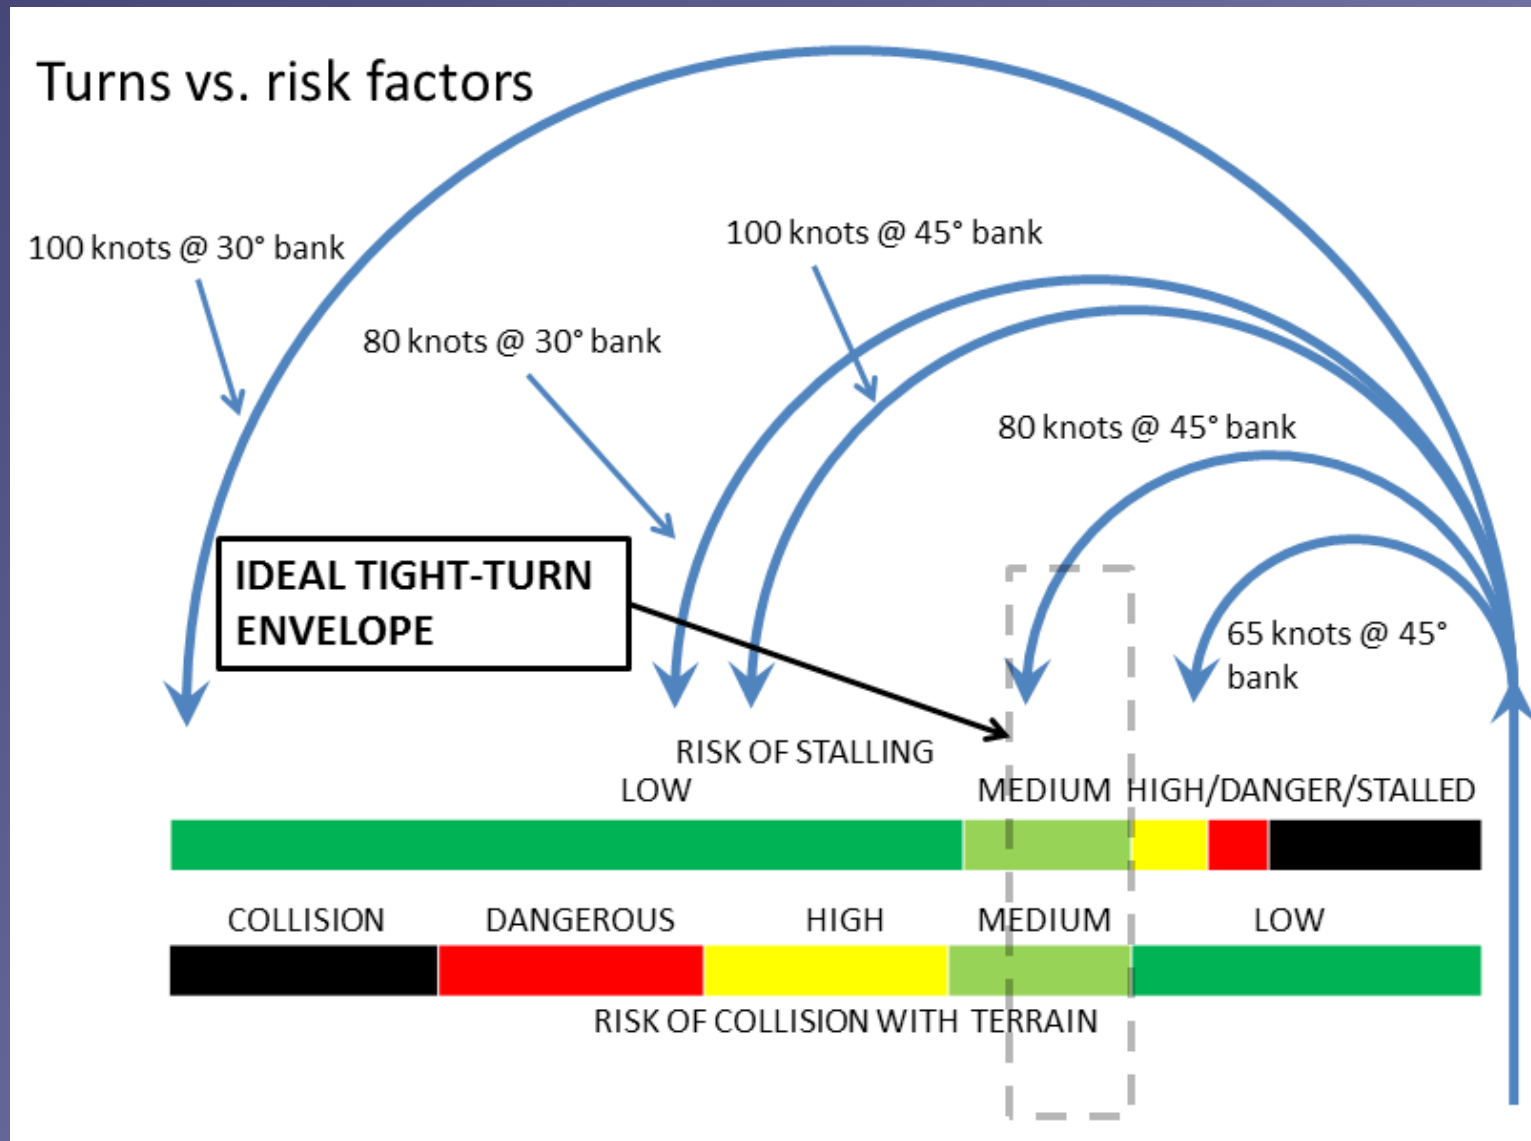 Turns vs. risk factors
100 knots @ 30° bank
100 knots @ 45° bank
80 knots @ 30° bank
80 knots @ 45° bank
IDEAL TIGHT-TURN
ENVELOPE
65 knots @ 45°
bank
RISK OF STALLING
LOW MEDIUM HIGH/DANGER/STALLED
COLLISION DANGEROUS HIGH MEDIUM LOW
RISK OF COLLISION WITH TERRAIN